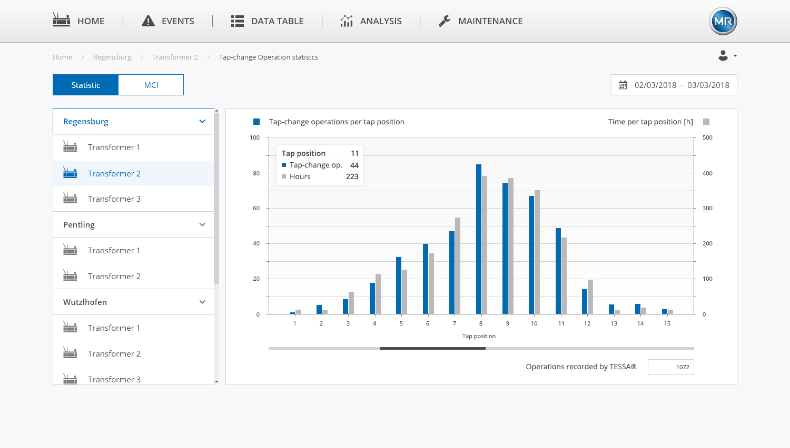 HOME
EVENTS
DATA TABLE
ANALYSIS
MAINTENANCE
MR
Home > Regensburg > Transformer 2 > Tap-change Operation statistcs
Statistic
MCI
02/03/2018 – 03/03/2018
Regensburg
Transformer 1
Transformer 2
Transformer 3
Pentling
Transformer 1
Transformer 2
Wutzlhofen
Transformer 1
Transformer 2
Transformer 3
Tap-change operations per tap position
Time per tap position [h]
100
80
60
40
20
0
500
400
300
200
100
0
Tap position 11
Tap-change op. 44
Hours 223
1 2 3 4 5 6 7 8 9 10 11 12 13 14 15
Tap position
Operations recorded by TESSA® 1072